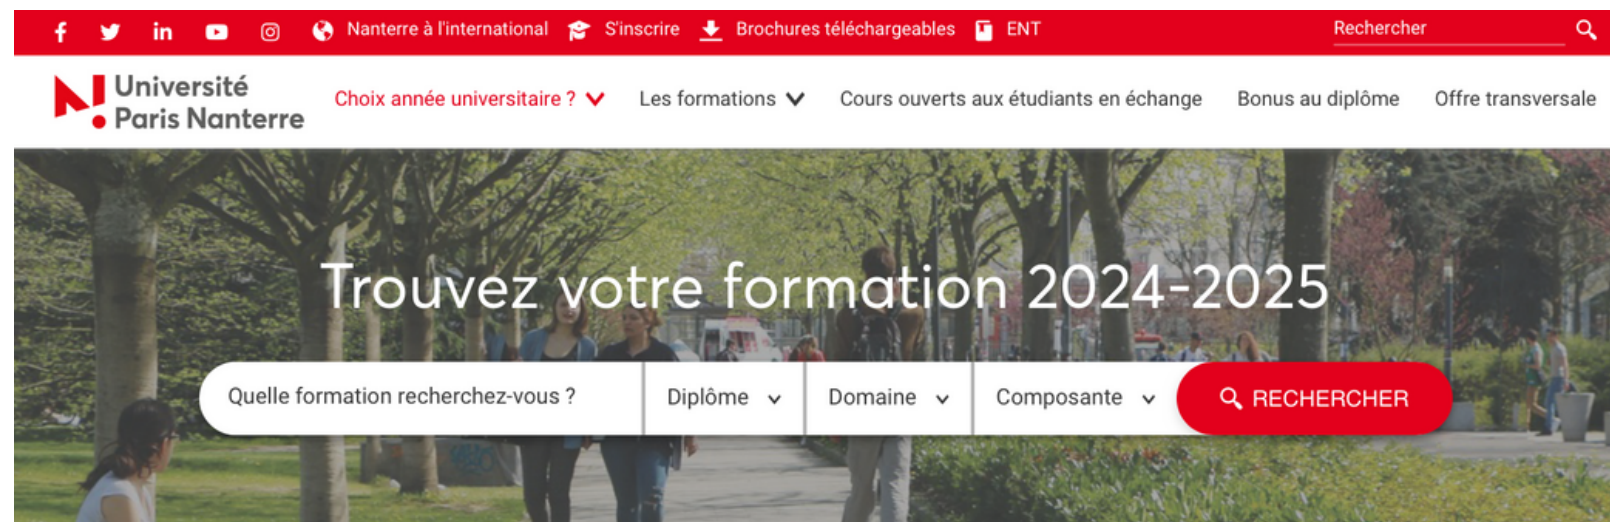 Nanterre à l'international S'inscrire Brochures téléchargeables ENT Rechercher
Université
Paris Nanterre
Choix année universitaire ? Les formations Cours ouverts aux étudiants en échange Bonus au diplôme Offre transversale
Trouvez votre formation 2024-2025
Quelle formation recherchez-vous ? Diplôme Domaine Composante RECHERCHER